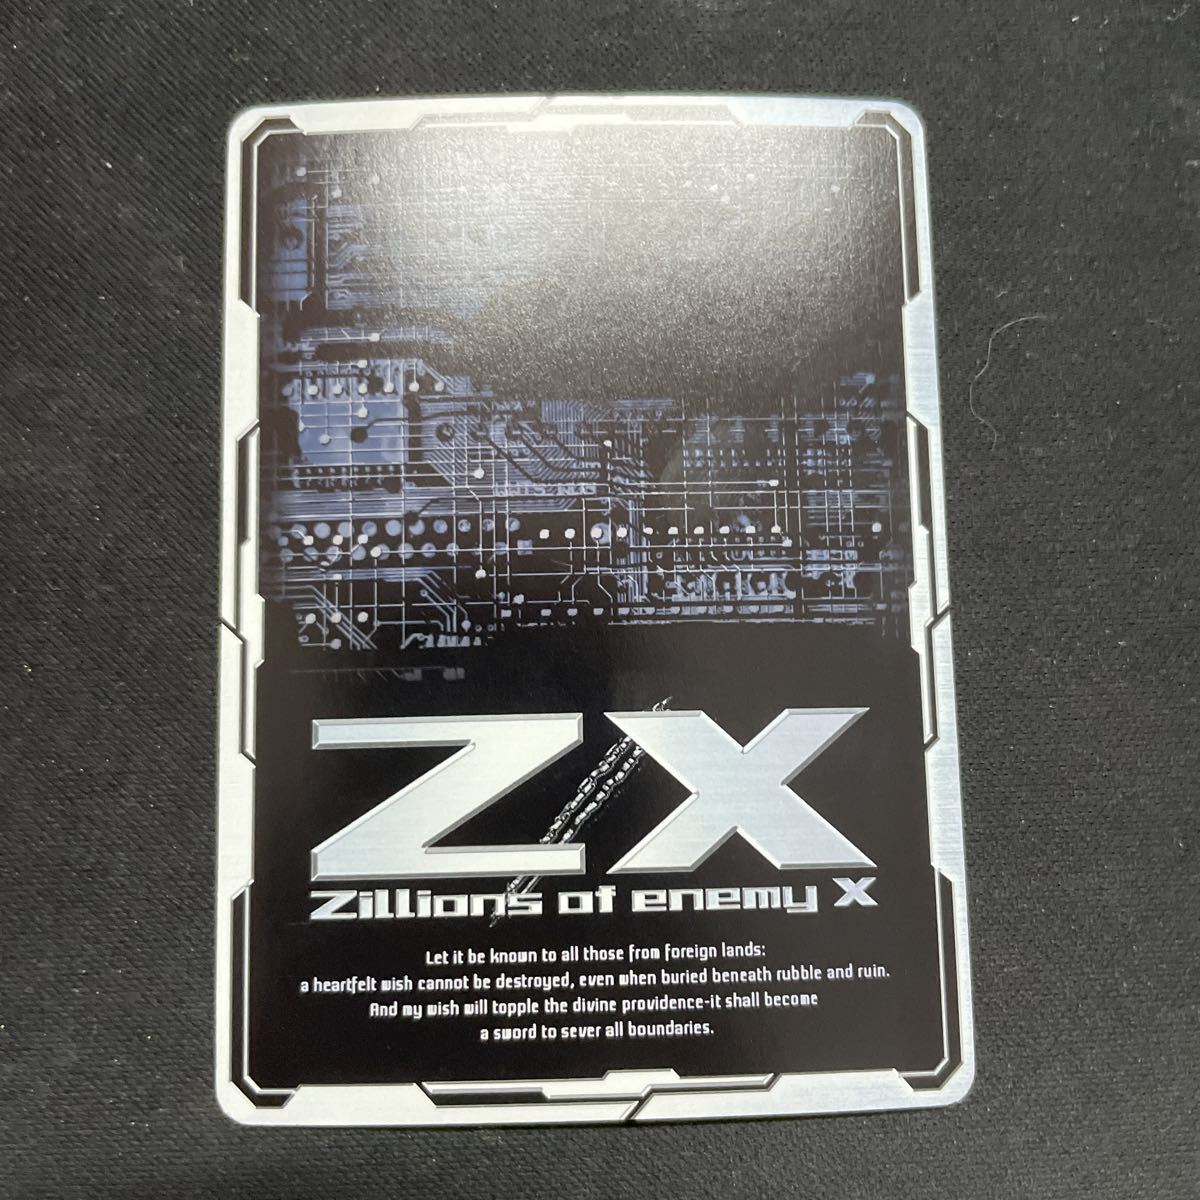 Z/X
Zillions of enemy X
Let it be known to all those from foreign lands:
a heartfelt wish cannot be destroyed, even when buried beneath rubble and ruin.
And my wish will topple the divine providence-it shall become
a sword to sever all boundaries.